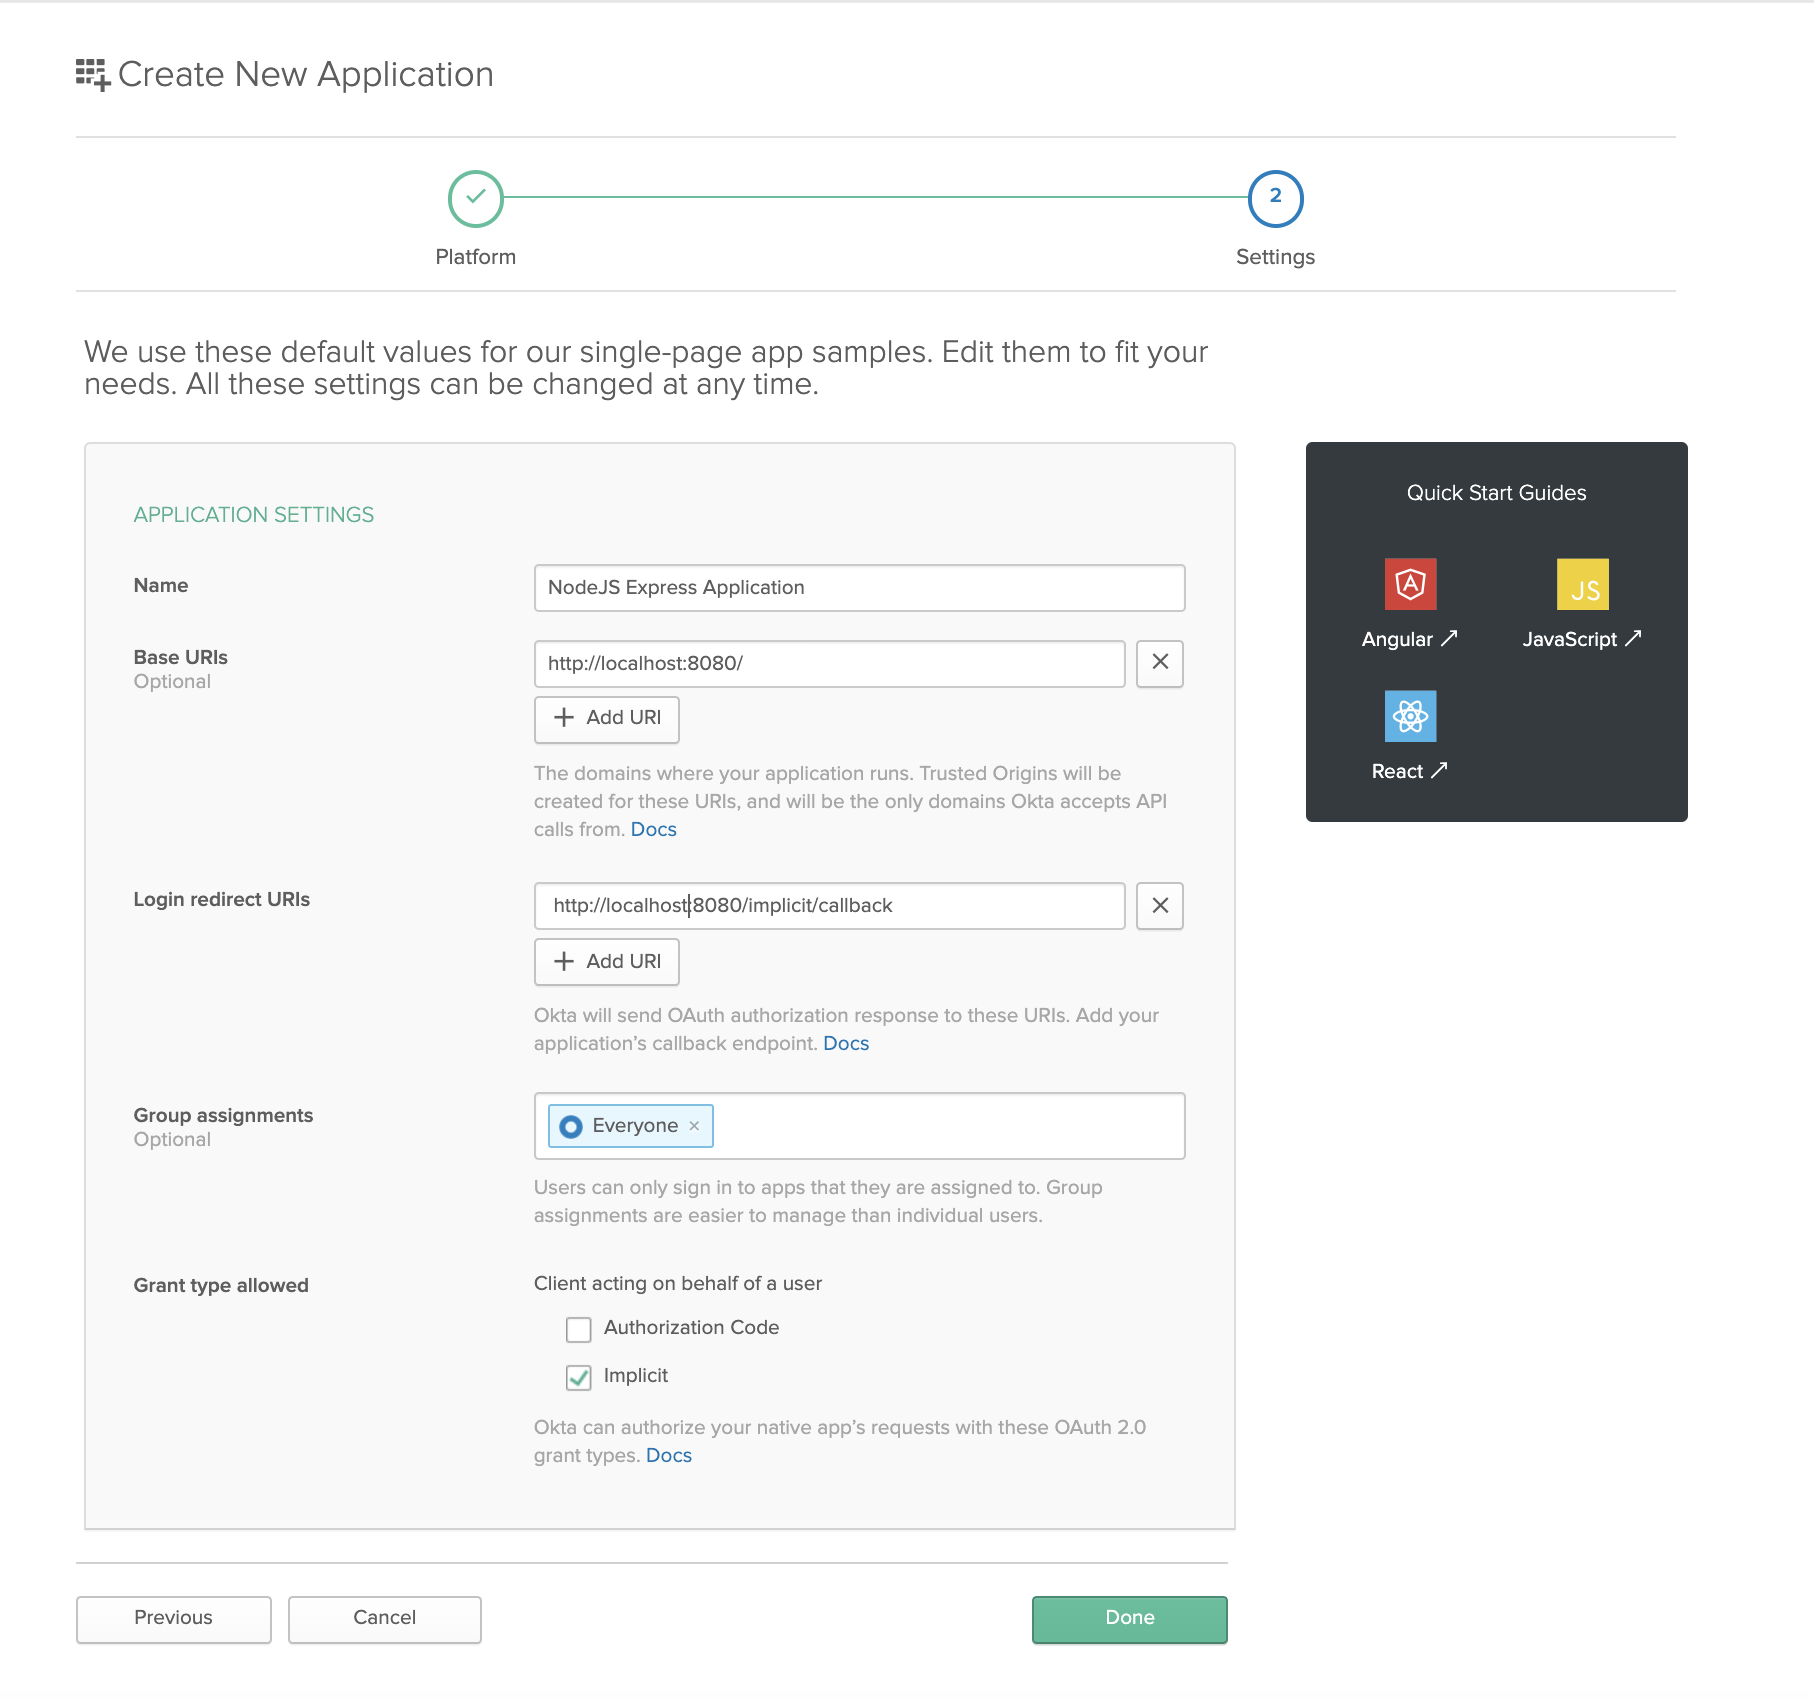 Create New Application
2
Platform
Settings
We use these default values for our single-page app samples. Edit them to fit your
needs. All these settings can be changed at any time.
APPLICATION SETTINGS
Name
NodeJS Express Application
Base URIs
Optional
http://localhost:8080/
+ Add URI
The domains where your application runs. Trusted Origins will be
created for these URIs, and will be the only domains Okta accepts API
calls from. Docs
Login redirect URIs
http://localhost:8080/implicit/callback
+ Add URI
Okta will send OAuth authorization response to these URIs. Add your
application’s callback endpoint. Docs
Group assignments
Optional
Everyone ×
Users can only sign in to apps that they are assigned to. Group
assignments are easier to manage than individual users.
Grant type allowed
Client acting on behalf of a user
Authorization Code
Implicit
Okta can authorize your native app’s requests with these OAuth 2.0
grant types. Docs
Previous
Cancel
Done
Quick Start Guides
JS
Angular ↗
JavaScript ↗
React ↗